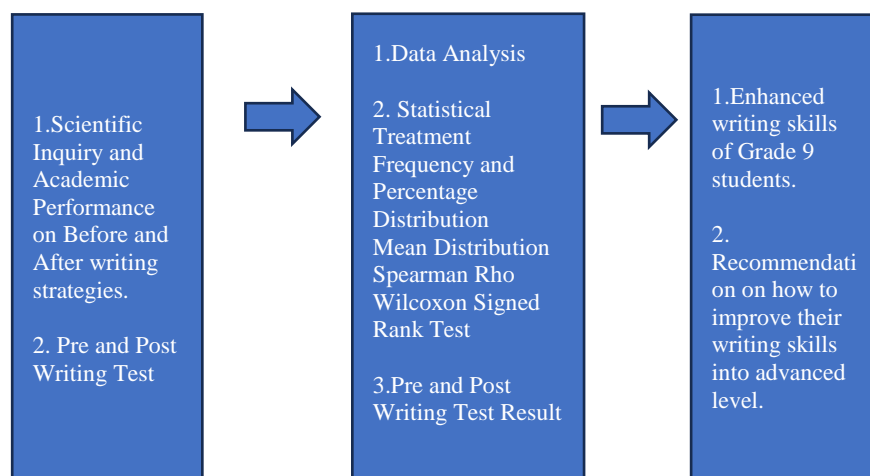 1.Scientific
Inquiry and
Academic
Performance
on Before and
After writing
strategies.
2. Pre and Post
Writing Test
1.Data Analysis
2. Statistical
Treatment
Frequency and
Percentage
Distribution
Mean Distribution
Spearman Rho
Wilcoxon Signed
Rank Test
3.Pre and Post
Writing Test Result
1.Enhanced
writing skills
of Grade 9
students.
2.
Recommendati
on on how to
improve their
writing skills
into advanced
level.